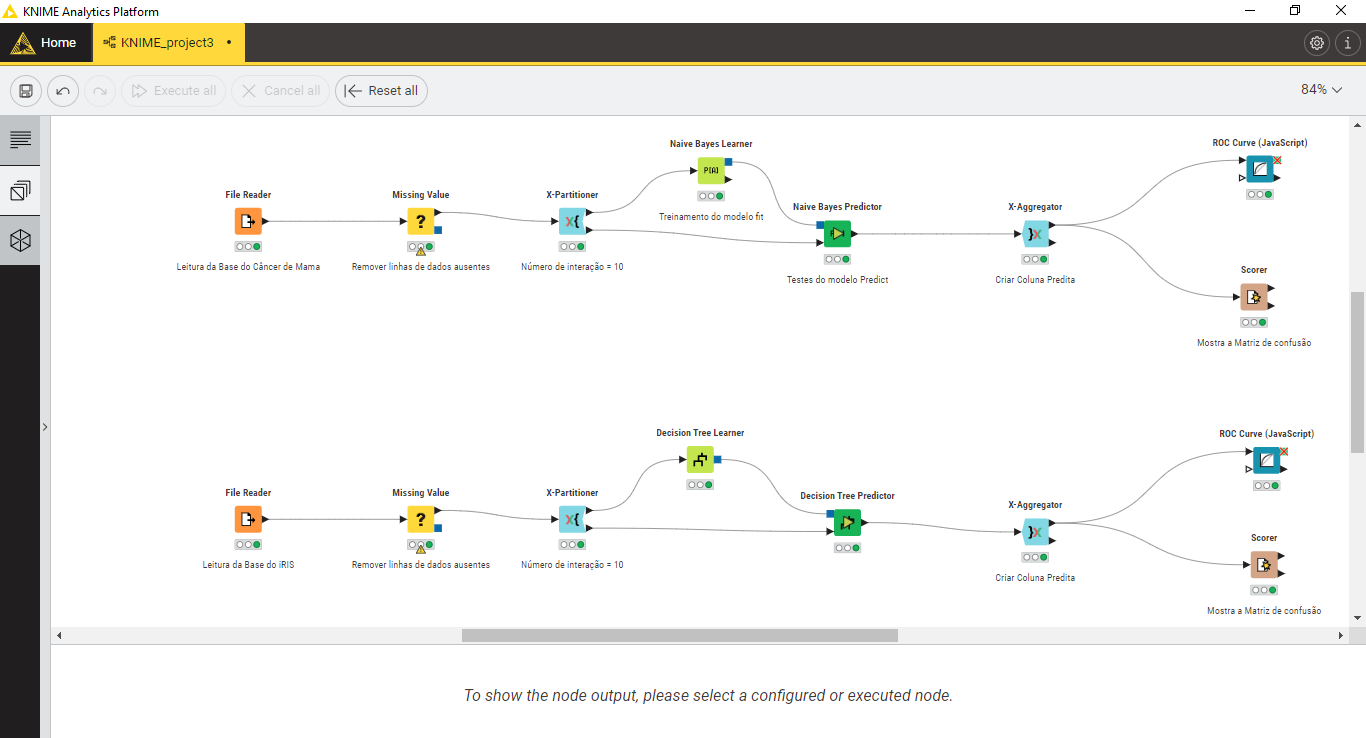 KNIME Analytics Platform
Home
KNIME_project3
Execute all
Cancel all
Reset all
84%
Naive Bayes Learner
P[A]
Treinamento do modelo fit
ROC Curve (JavaScript)
File Reader
Leitura da Base do Câncer de Mama
Missing Value
?
Remover linhas de dados ausentes
X-Partitioner
X{
Número de interação = 10
Naive Bayes Predictor
Testes do modelo Predict
X-Aggregator
}X
Criar Coluna Predita
Scorer
Mostra a Matriz de confusão
Decision Tree Learner
ROC Curve (JavaScript)
File Reader
Leitura da Base do iRIS
Missing Value
?
Remover linhas de dados ausentes
X-Partitioner
X{
Número de interação = 10
Decision Tree Predictor
X-Aggregator
}X
Criar Coluna Predita
Scorer
Mostra a Matriz de confusão
To show the node output, please select a configured or executed node.